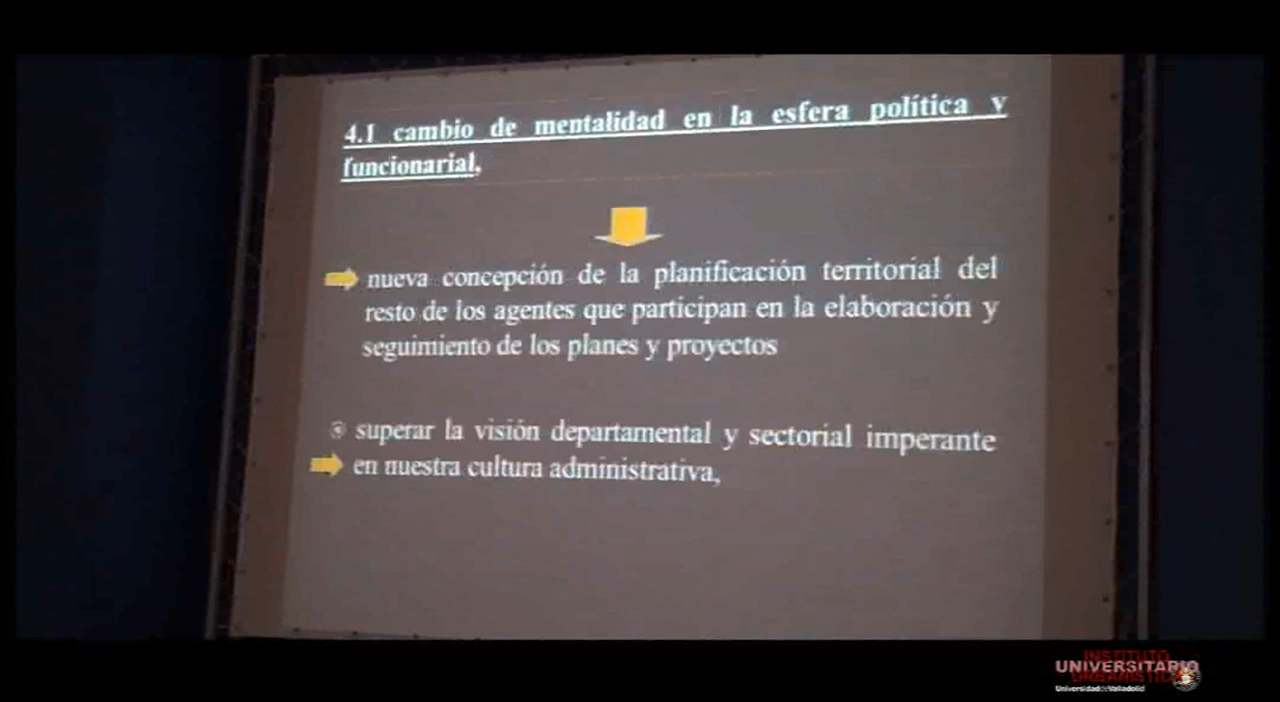 4.1 cambio de mentalidad en la esfera política y
funcionarial.
nueva concepción de la planificación territorial del
resto de los agentes que participan en la elaboración y
seguimiento de los planes y proyectos
superar la visión departamental y sectorial imperante
en nuestra cultura administrativa,
INSTITUTO
UNIVERSITARIO
Universidad de Valladolid